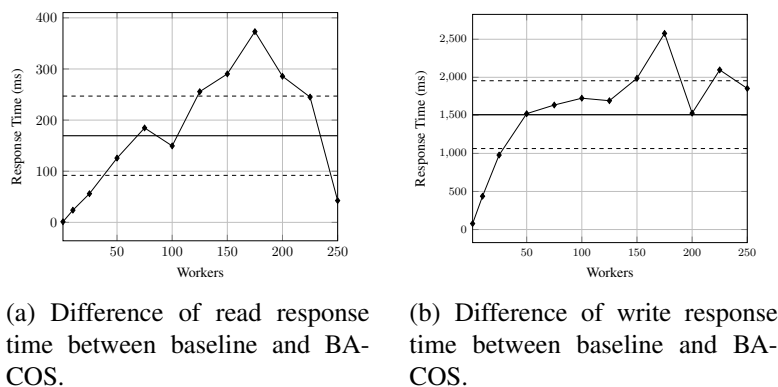 400
300
200
100
0
Response Time (ms)
50 100 150 200 250
Workers
2,500
2,000
1,500
1,000
500
0
Response Time (ms)
50 100 150 200 250
Workers
(a) Difference of read response
time between baseline and BA-
COS.
(b) Difference of write response
time between baseline and BA-
COS.